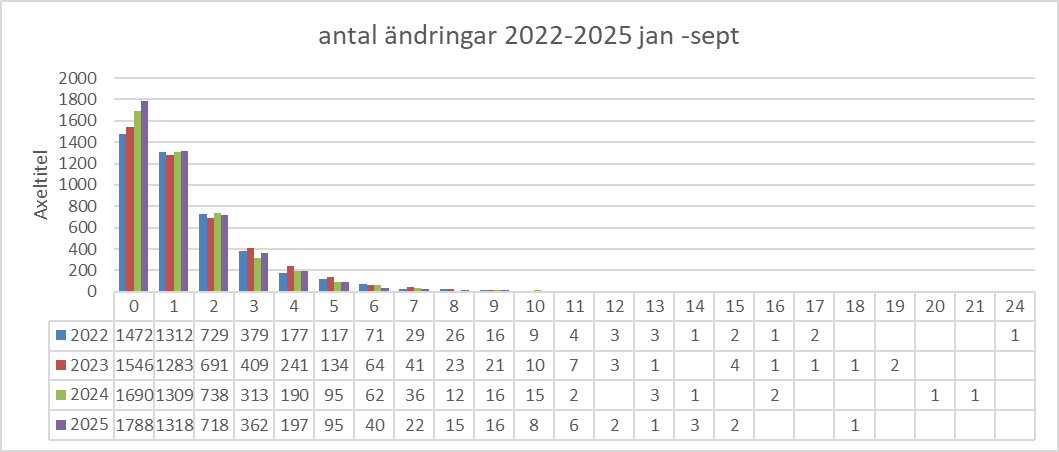 antal ändringar 2022-2025 jan -sept
Axeltitel
2000
1800
1600
1400
1200
1000
800
600
400
200
0
0 1 2 3 4 5 6 7 8 9 10 11 12 13 14 15 16 17 18 19 20 21 24
2022 1472 1312 729 379 177 117 71 29 26 16 9 4 3 3 1 2 1 2 1
2023 1546 1283 691 409 241 134 64 41 23 21 10 7 3 1 4 1 1 1 2
2024 1690 1309 738 313 190 95 62 36 12 16 15 2 3 1 2 1 1
2025 1788 1318 718 362 197 95 40 22 15 16 8 6 2 1 3 2 1